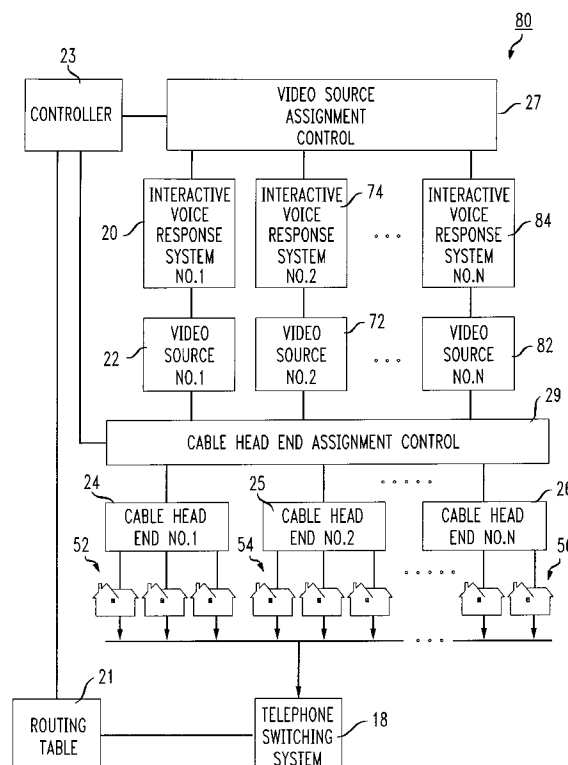 80
23
CONTROLLER
VIDEO SOURCE
ASSIGNMENT
CONTROL
27
20
INTERACTIVE
VOICE
RESPONSE
SYSTEM
NO.1
74
INTERACTIVE
VOICE
RESPONSE
SYSTEM
NO.2
INTERACTIVE
VOICE
RESPONSE
SYSTEM
NO.N
84
22
VIDEO
SOURCE
NO.1
72
VIDEO
SOURCE
NO.2
VIDEO
SOURCE
NO.N
82
29
CABLE HEAD END ASSIGNMENT CONTROL
24
CABLE HEAD
END NO.1
25
CABLE HEAD
END NO.2
26
CABLE HEAD
END NO.N
52
54
56
21
ROUTING
TABLE
TELEPHONE
SWITCHING
SYSTEM
18